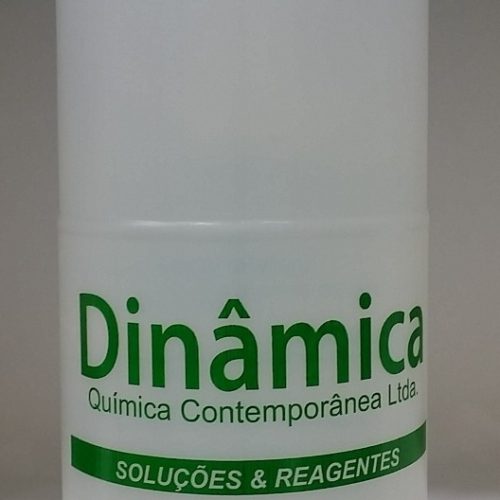 Dinâmica
Química Contemporânea Ltda.
SOLUÇÕES & REAGENTES